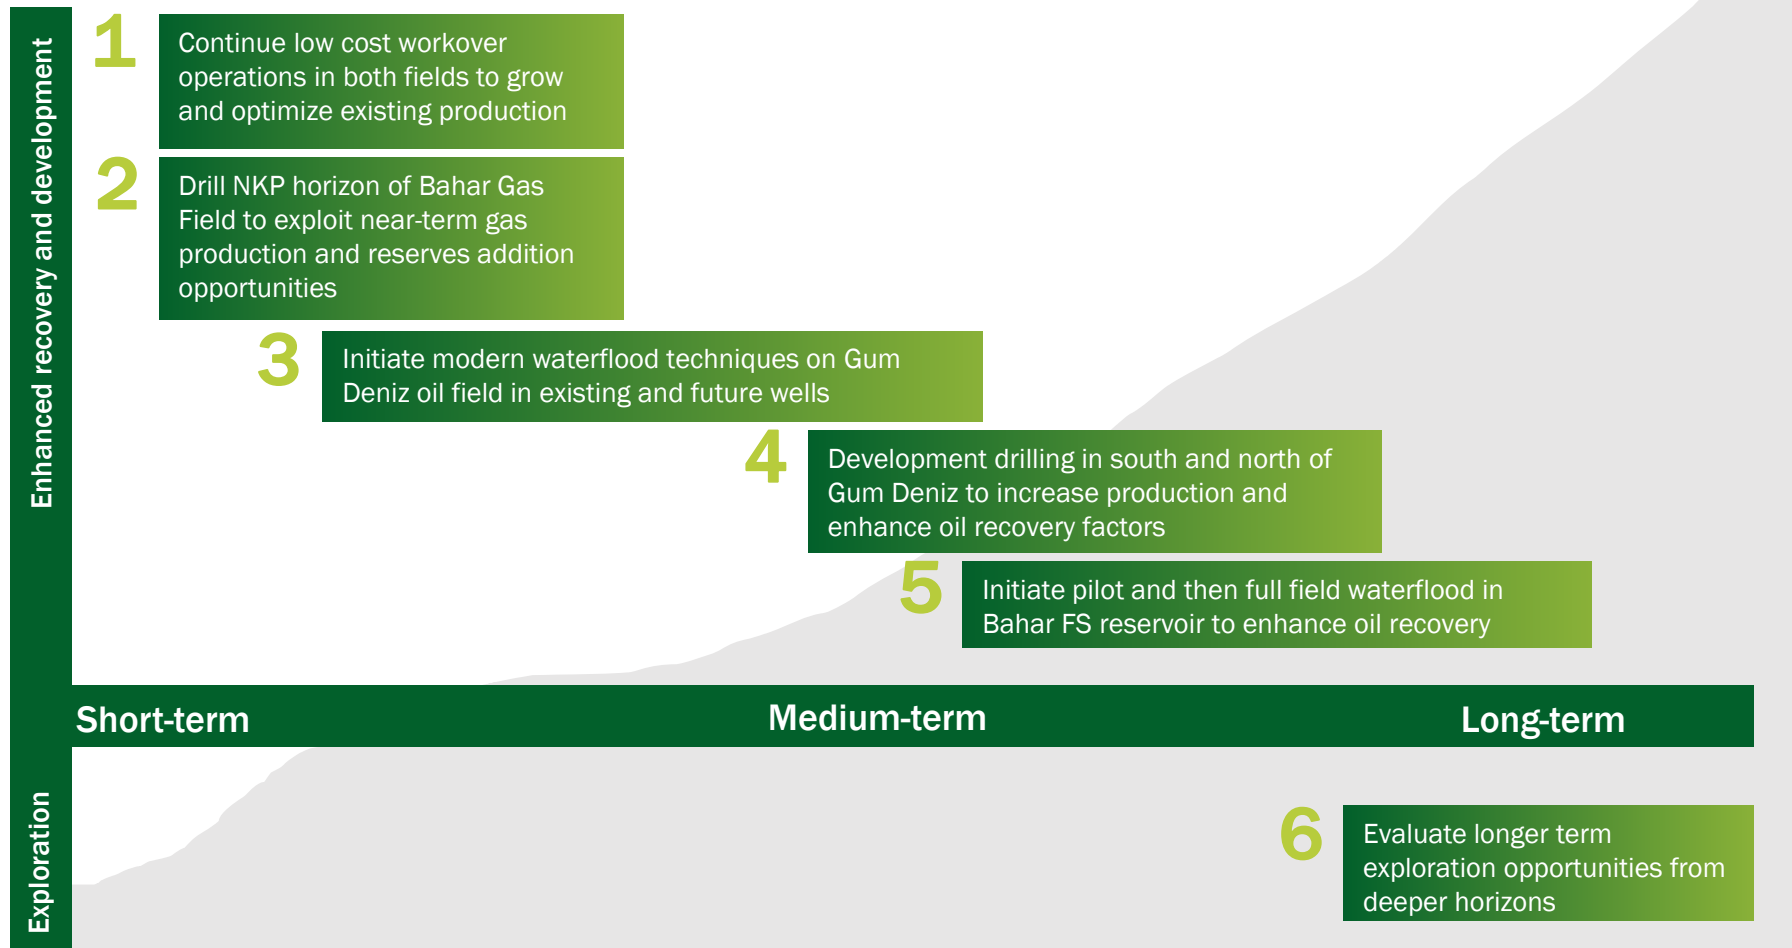 Enhanced recovery and development
1
Continue low cost workover
operations in both fields to grow
and optimize existing production
2
Drill NKP horizon of Bahar Gas
Field to exploit near-term gas
production and reserves addition
opportunities
3
Initiate modern waterflood techniques on Gum
Deniz oil field in existing and future wells
4
Development drilling in south and north of
Gum Deniz to increase production and
enhance oil recovery factors
5
Initiate pilot and then full field waterflood in
Bahar FS reservoir to enhance oil recovery
Short-term
Medium-term
Long-term
Exploration
6
Evaluate longer term
exploration opportunities from
deeper horizons